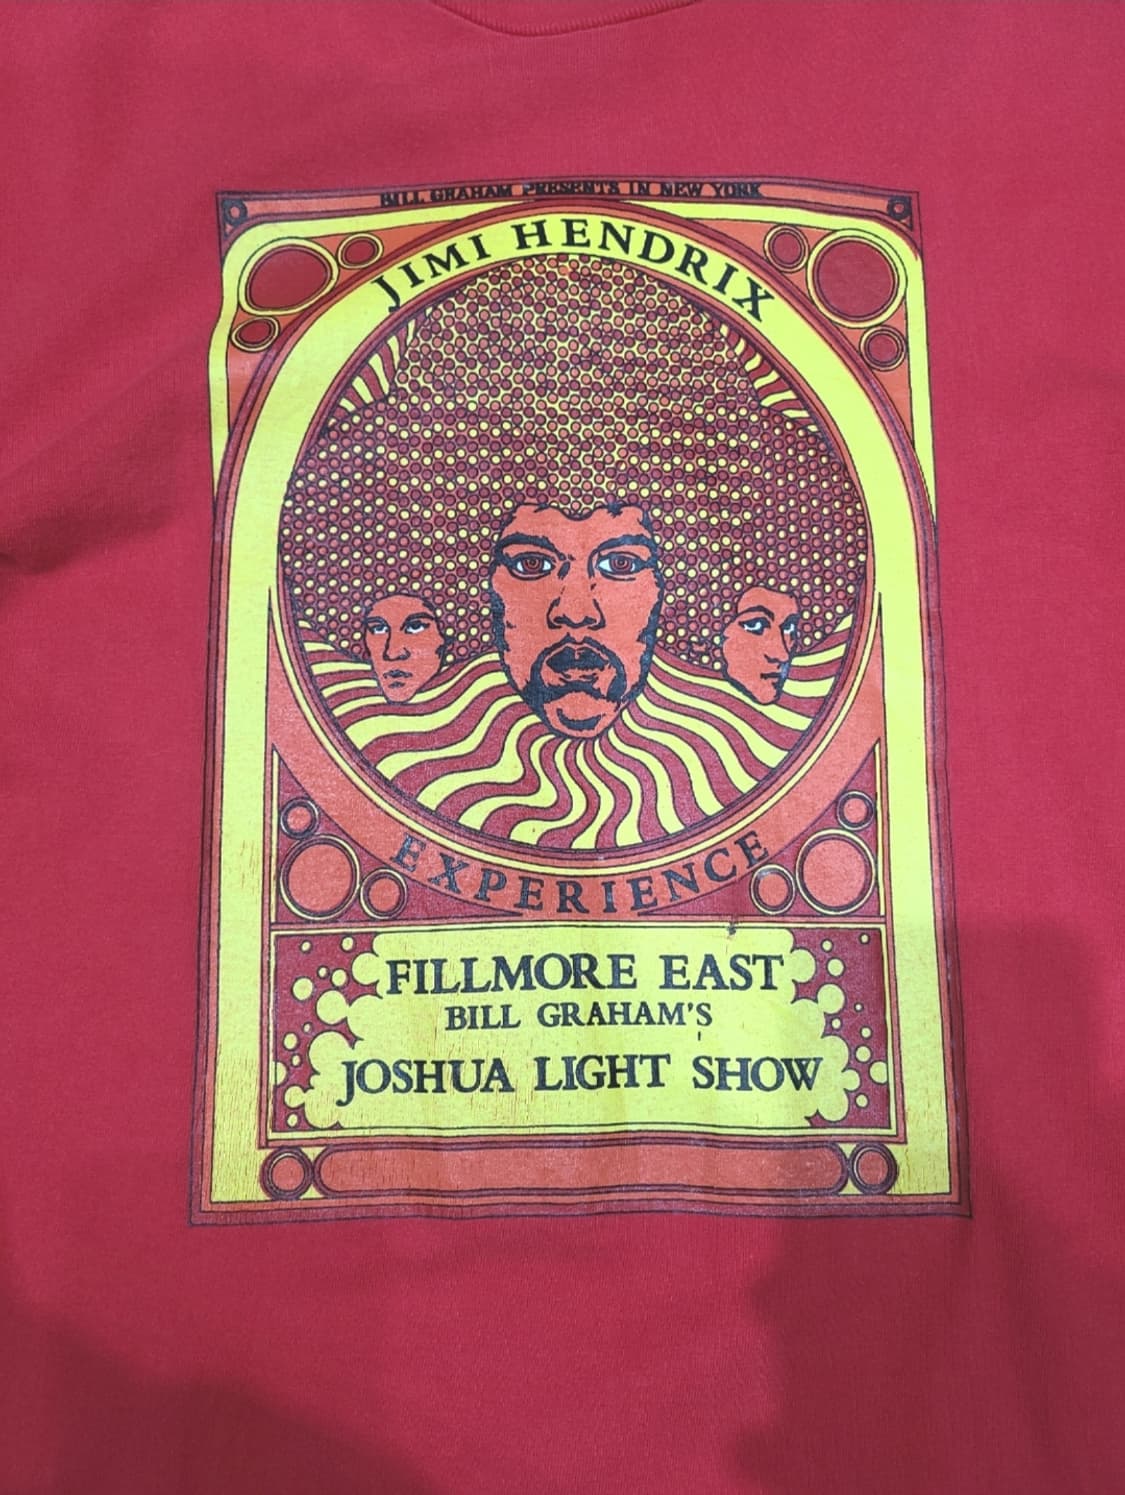 BILL GRAHAM PRESENTS IN NEW YORK
JIMI HENDRIX
EXPERIENCE
FILLMORE EAST
BILL GRAHAM'S
JOSHUA LIGHT SHOW